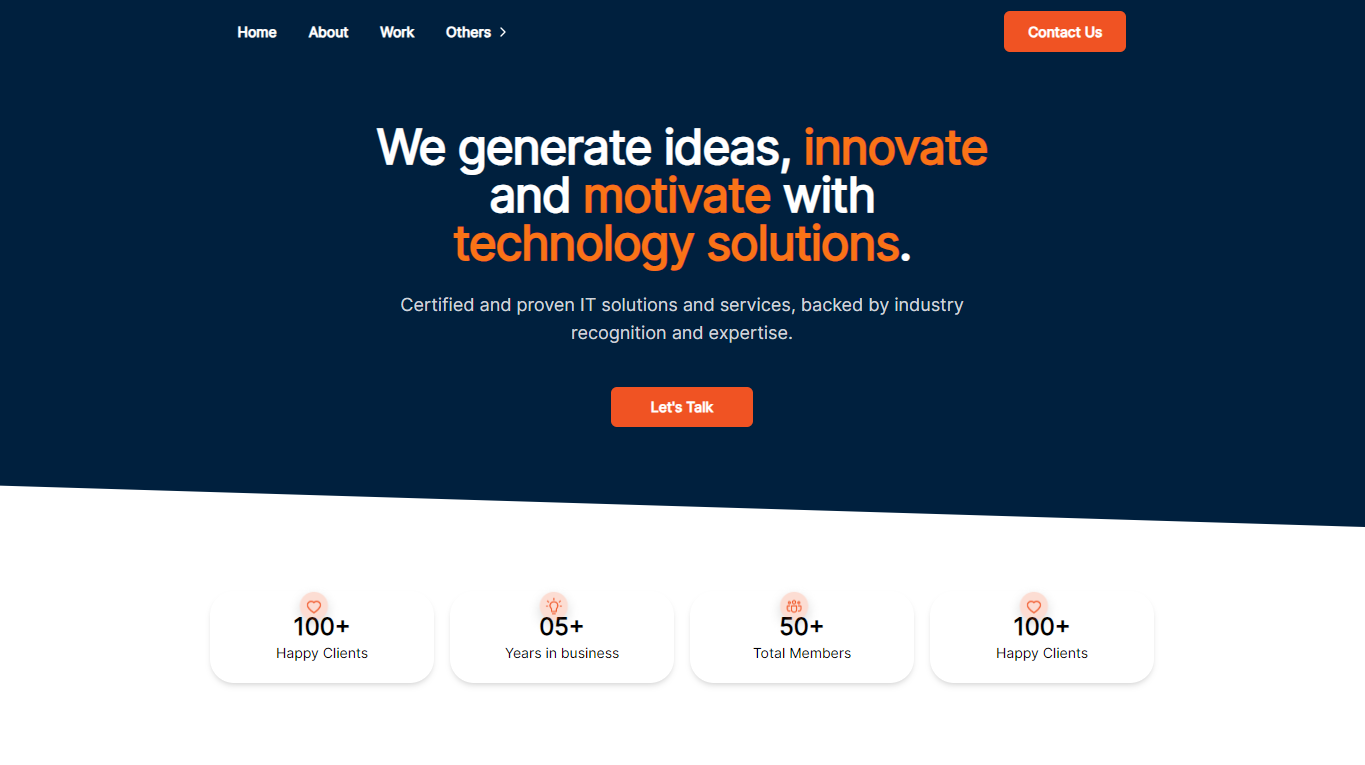 Home About Work Others Contact Us
We generate ideas, innovate
and motivate with
technology solutions.
Certified and proven IT solutions and services, backed by industry
recognition and expertise.
Let's Talk
100+ 05+ 50+ 100+
Happy Clients Years in business Total Members Happy Clients